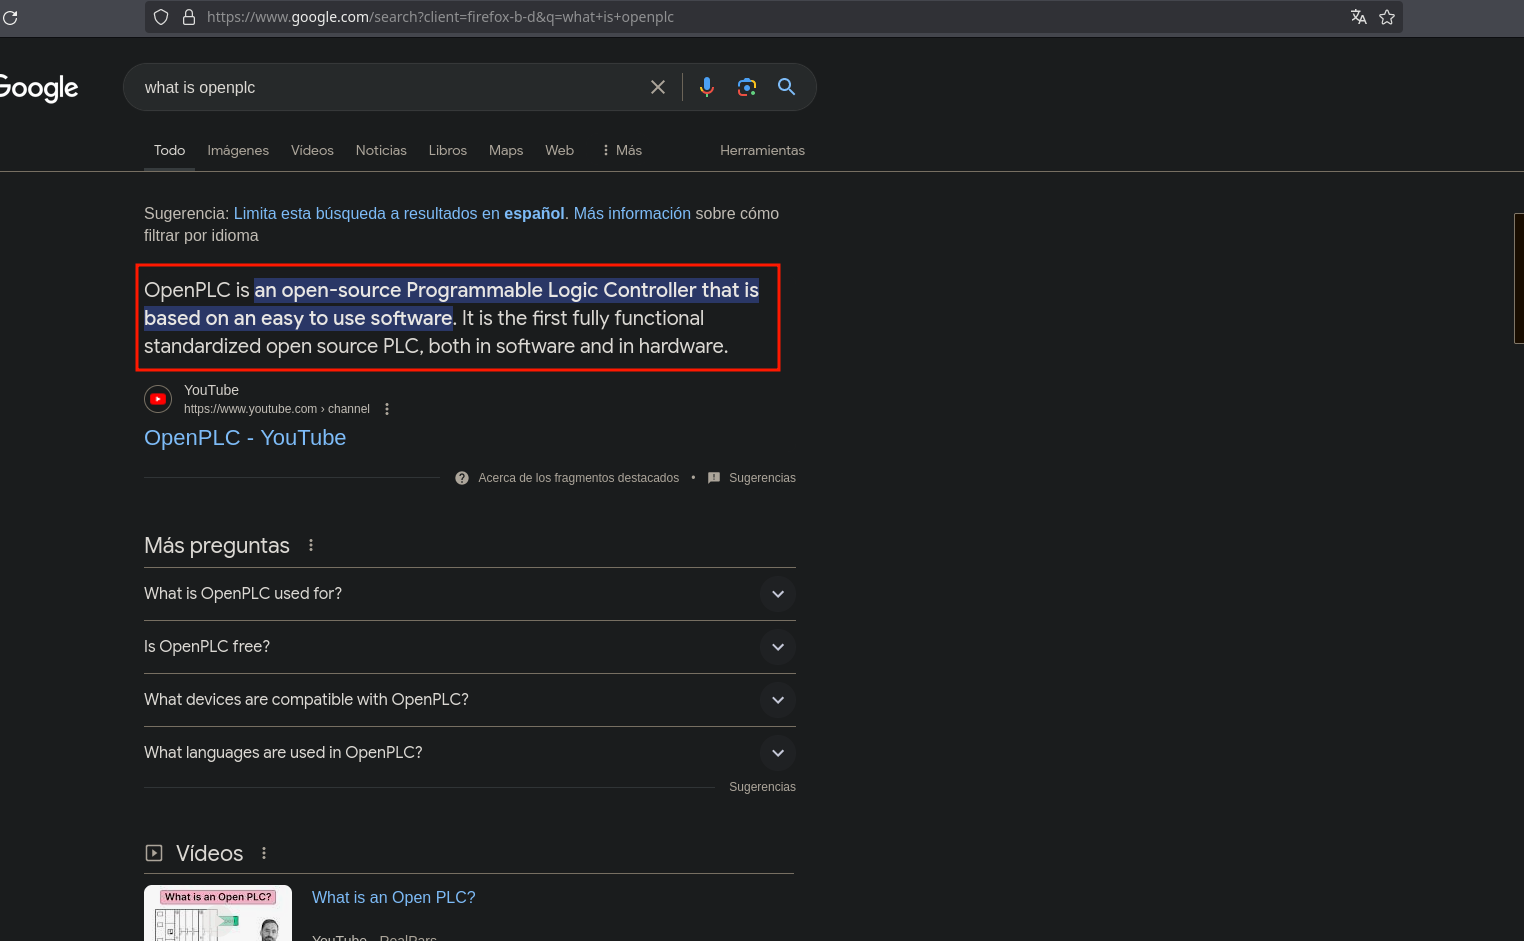 https://www.google.com/search?client=firefox-b-d&q=what+is+openplc
Google
what is openplc
Todo Imágenes Vídeos Noticias Libros Maps Web Más Herramientas
Sugerencia: Limita esta búsqueda a resultados en español. Más información sobre cómo
filtrar por idioma
OpenPLC is an open-source Programmable Logic Controller that is
based on an easy to use software. It is the first fully functional
standardized open source PLC, both in software and in hardware.
YouTube
https://www.youtube.com › channel
OpenPLC - YouTube
Acerca de los fragmentos destacados • Sugerencias
Más preguntas
What is OpenPLC used for?
Is OpenPLC free?
What devices are compatible with OpenPLC?
What languages are used in OpenPLC?
Sugerencias
Vídeos
What is an Open PLC?
What is an Open PLC?
YouTube · RealPars